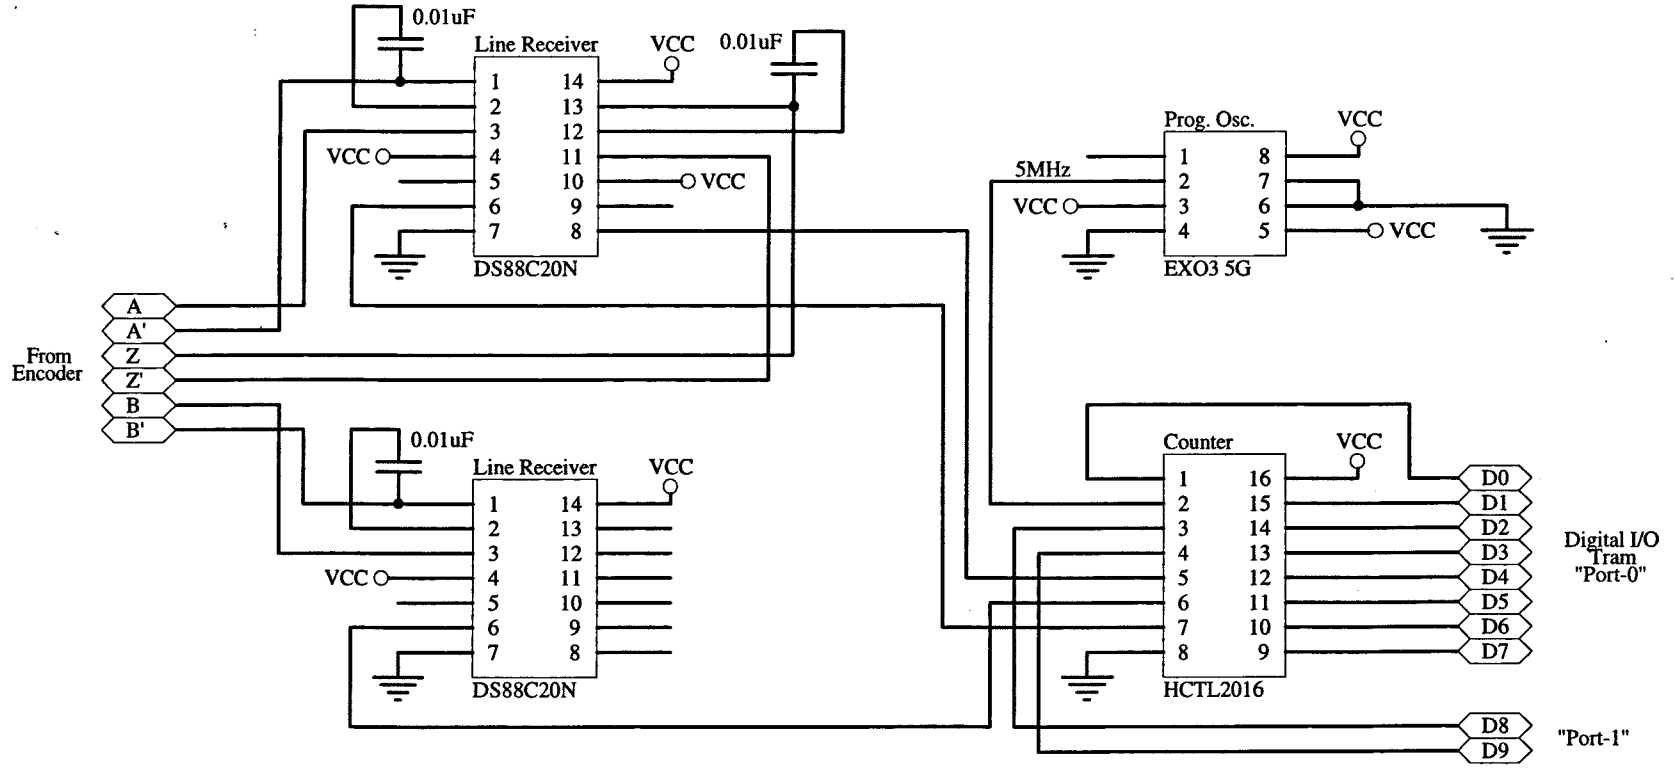 0.01uF
Line Receiver
VCC
0.01uF
1 14
2 13
3 12
VCC 4 11
5 10 VCC
6 9
7 8
DS88C20N
Prog. Osc.
VCC
1 8
5MHz 2 7
VCC 3 6
4 5 VCC
EXO3 5G
From
Encoder
A
A'
Z
Z'
B
B'
0.01uF
Line Receiver
VCC
1 14
2 13
3 12
VCC 4 11
5 10
6 9
7 8
DS88C20N
Counter
VCC
1 16
2 15
3 14
4 13
5 12
6 11
7 10
8 9
HCTL2016
D0
D1
D2
D3
D4
D5
D6
D7
Digital I/O
Tram
"Port-0"
D8
D9
"Port-1"